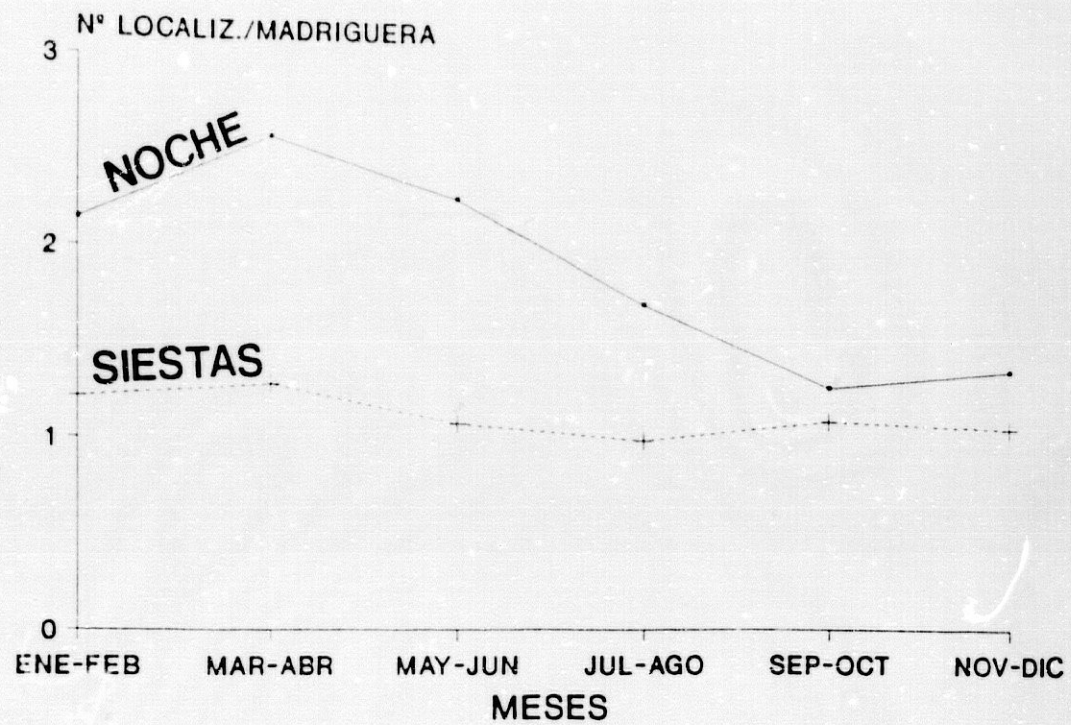 Nº LOCALIZ./MADRIGUERA
3
NOCHE
2
SIESTAS
1
0
ENE-FEB MAR-ABR MAY-JUN JUL-AGO SEP-OCT NOV-DIC
MESES